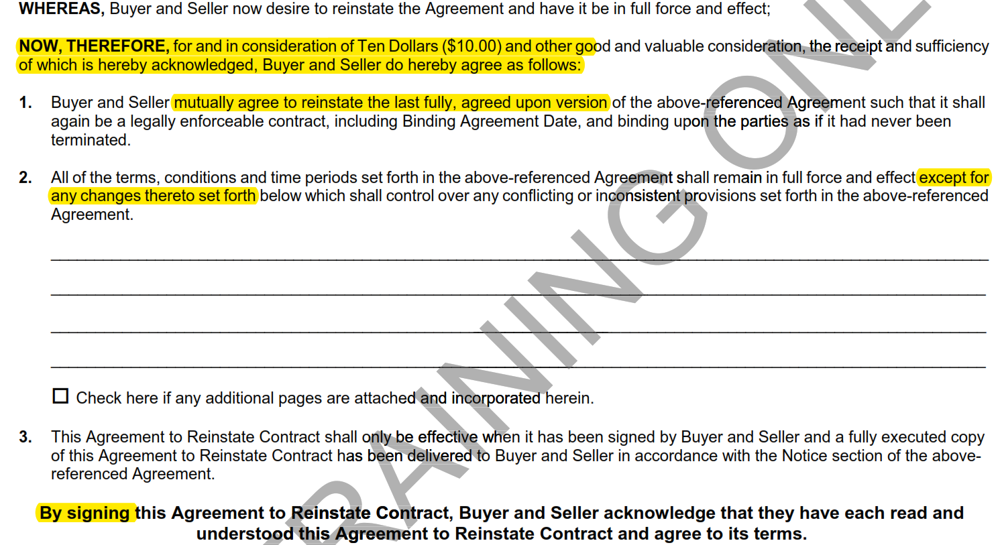 WHEREAS, Buyer and Seller now desire to reinstate the Agreement and have it be in full force and effect;
NOW, THEREFORE, for and in consideration of Ten Dollars ($10.00) and other good and valuable consideration, the receipt and sufficiency
of which is hereby acknowledged, Buyer and Seller do hereby agree as follows:
1. Buyer and Seller mutually agree to reinstate the last fully, agreed upon version of the above-referenced Agreement such that it shall
again be a legally enforceable contract, including Binding Agreement Date, and binding upon the parties as if it had never been
terminated.
2. All of the terms, conditions and time periods set forth in the above-referenced Agreement shall remain in full force and effect except for
any changes thereto set forth below which shall control over any conflicting or inconsistent provisions set forth in the above-referenced
Agreement.
Check here if any additional pages are attached and incorporated herein.
3. This Agreement to Reinstate Contract shall only be effective when it has been signed by Buyer and Seller and a fully executed copy
of this Agreement to Reinstate Contract has been delivered to Buyer and Seller in accordance with the Notice section of the above-
referenced Agreement.
By signing this Agreement to Reinstate Contract, Buyer and Seller acknowledge that they have each read and
understood this Agreement to Reinstate Contract and agree to its terms.
RAINING ONL